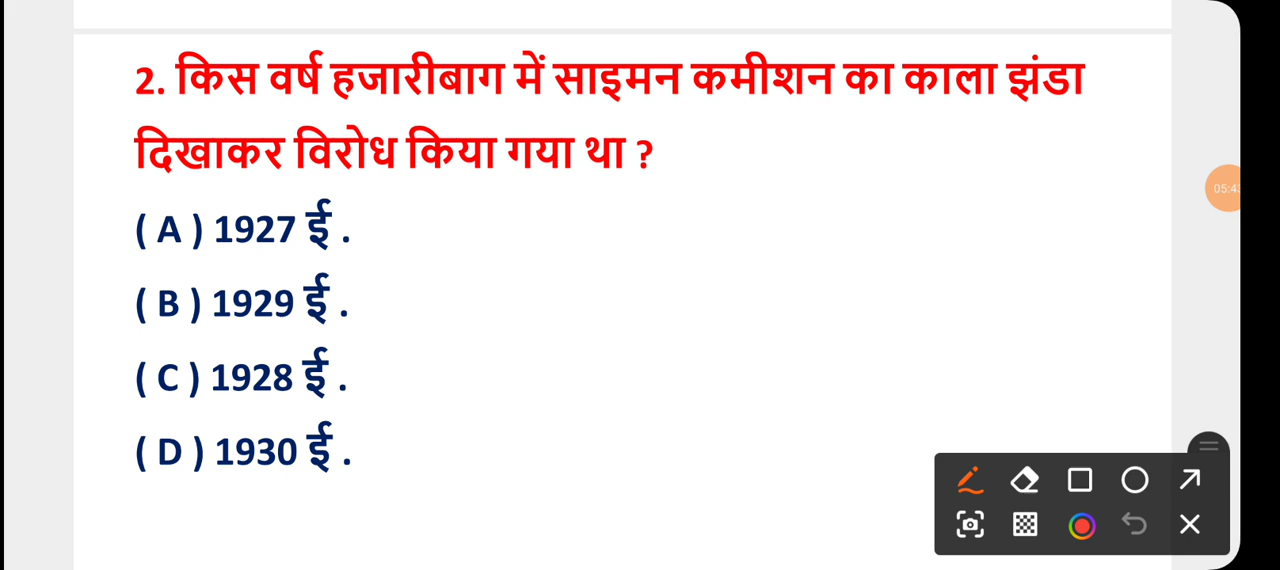 2. किस वर्ष हजारीबाग में साइमन कमीशन का काला झंडा
दिखाकर विरोध किया गया था ?
( A ) 1927 ई .
( B ) 1929 ई .
( C ) 1928 ई .
( D ) 1930 ई .